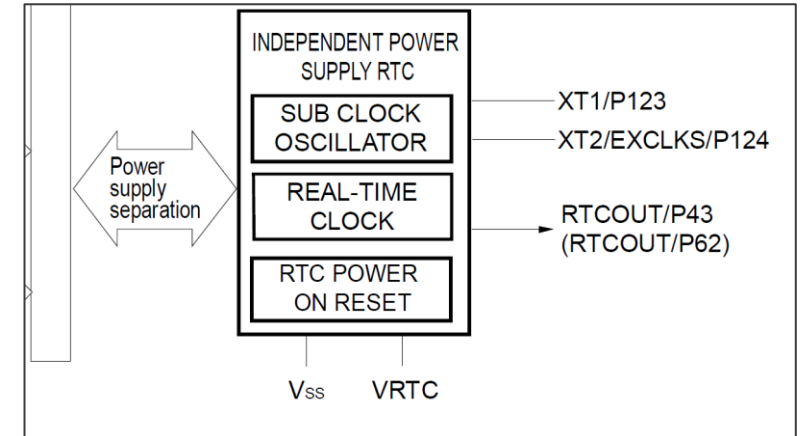 INDEPENDENT POWER
SUPPLY RTC
SUB CLOCK
OSCILLATOR
REAL-TIME
CLOCK
RTC POWER
ON RESET
Power
supply
separation
XT1/P123
XT2/EXCLKS/P124
RTCOUT/P43
(RTCOUT/P62)
Vss
VRTC